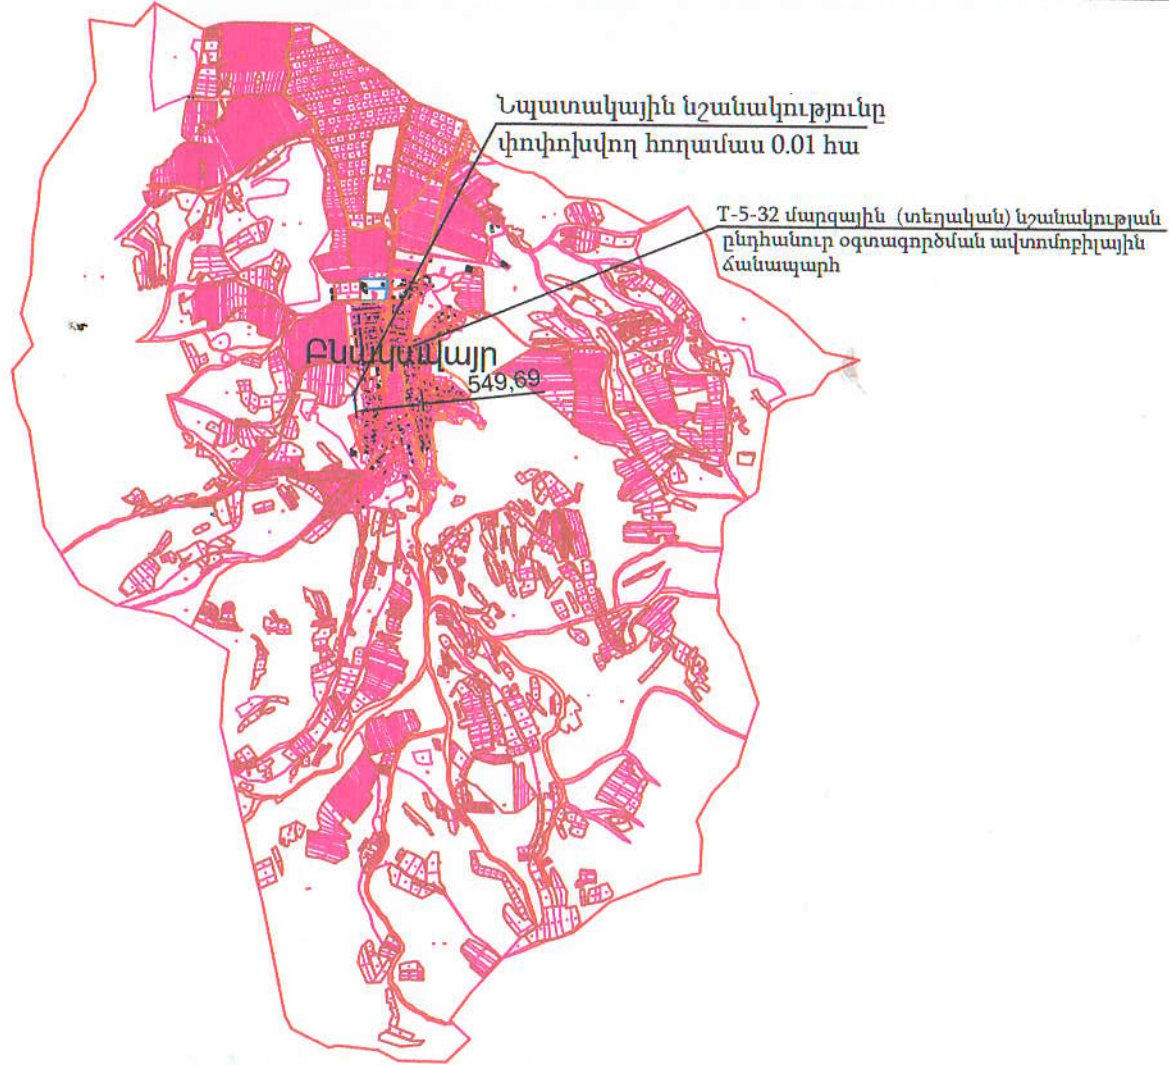 Նպատակային նշանակությունը
փոփոխվող հողամաս 0.01 հա
T-5-32 մարզային (տեղական) նշանակության
ընդհանուր օգտագործման ավտոմոբիլային
ճանապարհ
Բնակավայր
549,69